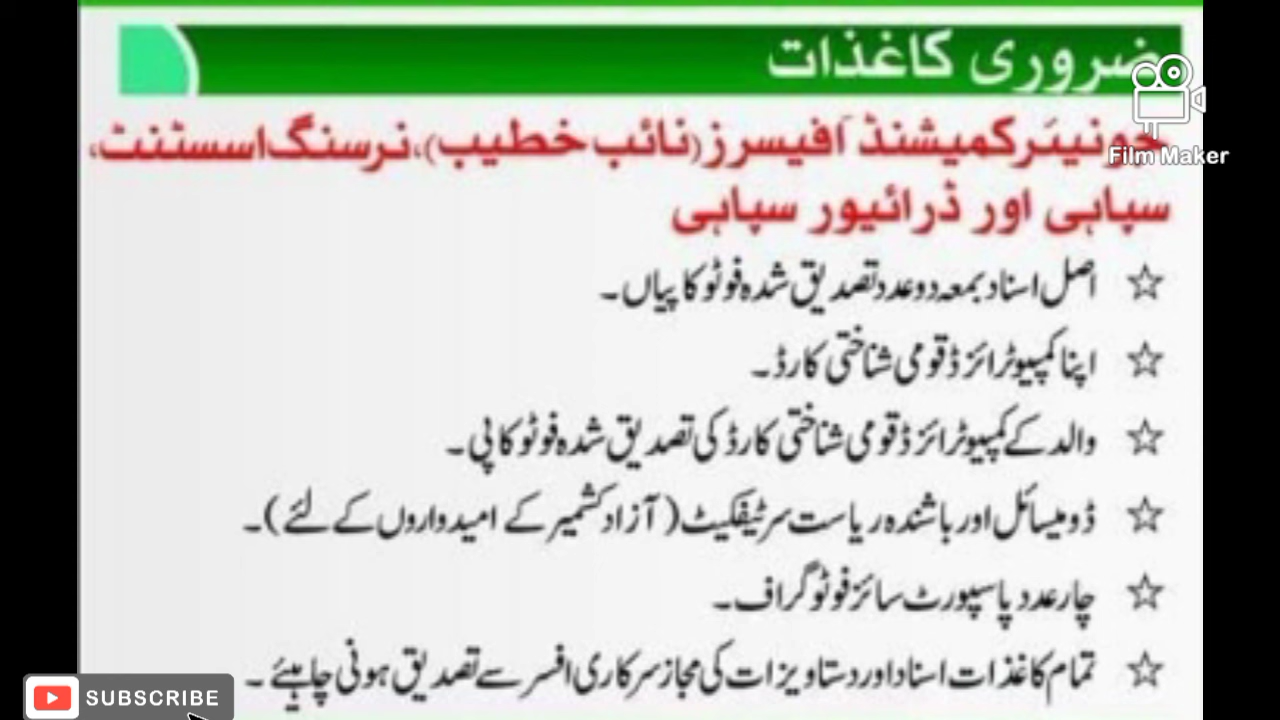 ضروری کاغذات
جونیئر کمیشنڈ آفیسرز (نائب خطیب)، نرسنگ اسسٹنٹ،
سپاہی اور ڈرائیور سپاہی
☆ اصل اسناد بمعہ دو عدد تصدیق شدہ فوٹو کاپیاں۔
☆ اپنا کمپیوٹرائزڈ قومی شناختی کارڈ۔
☆ والد کے کمپیوٹرائزڈ قومی شناختی کارڈ کی تصدیق شدہ فوٹو کاپی۔
☆ ڈومیسائل اور باشندہ ریاست سرٹیفکیٹ (آزاد کشمیر کے امیدواروں کے لئے)۔
☆ چار عدد پاسپورٹ سائز فوٹو گراف۔
☆ تمام کاغذات اسناد اور دستاویزات کی مجاز سرکاری افسر سے تصدیق ہونی چاہیئے۔
Film Maker
SUBSCRIBE